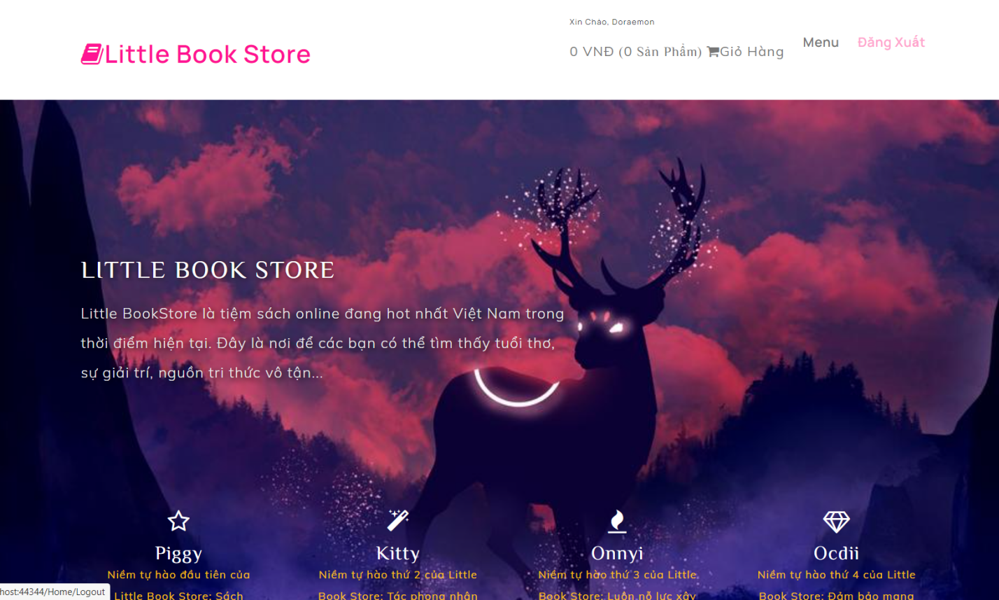 Xin Chào, Doraemon
Little Book Store
0 VNĐ (0 Sản Phẩm) Giỏ Hàng
Menu
Đăng Xuất
LITTLE BOOK STORE
Little BookStore là tiệm sách online đang hot nhất Việt Nam trong
thời điểm hiện tại. Đây là nơi để các bạn có thể tìm thấy tuổi thơ,
sự giải trí, nguồn tri thức vô tận...
Piggy
Niềm tự hào đầu tiên của
Little Book Store: Sách
Kitty
Niềm tự hào thứ 2 của Little
Book Store: Tác phong nhận
Onnyi
Niềm tự hào thứ 3 của Little
Book Store: Luôn nỗ lực xây
Ocdii
Niềm tự hào thứ 4 của Little
Book Store: Đảm bảo mang
host:44344/Home/Logout